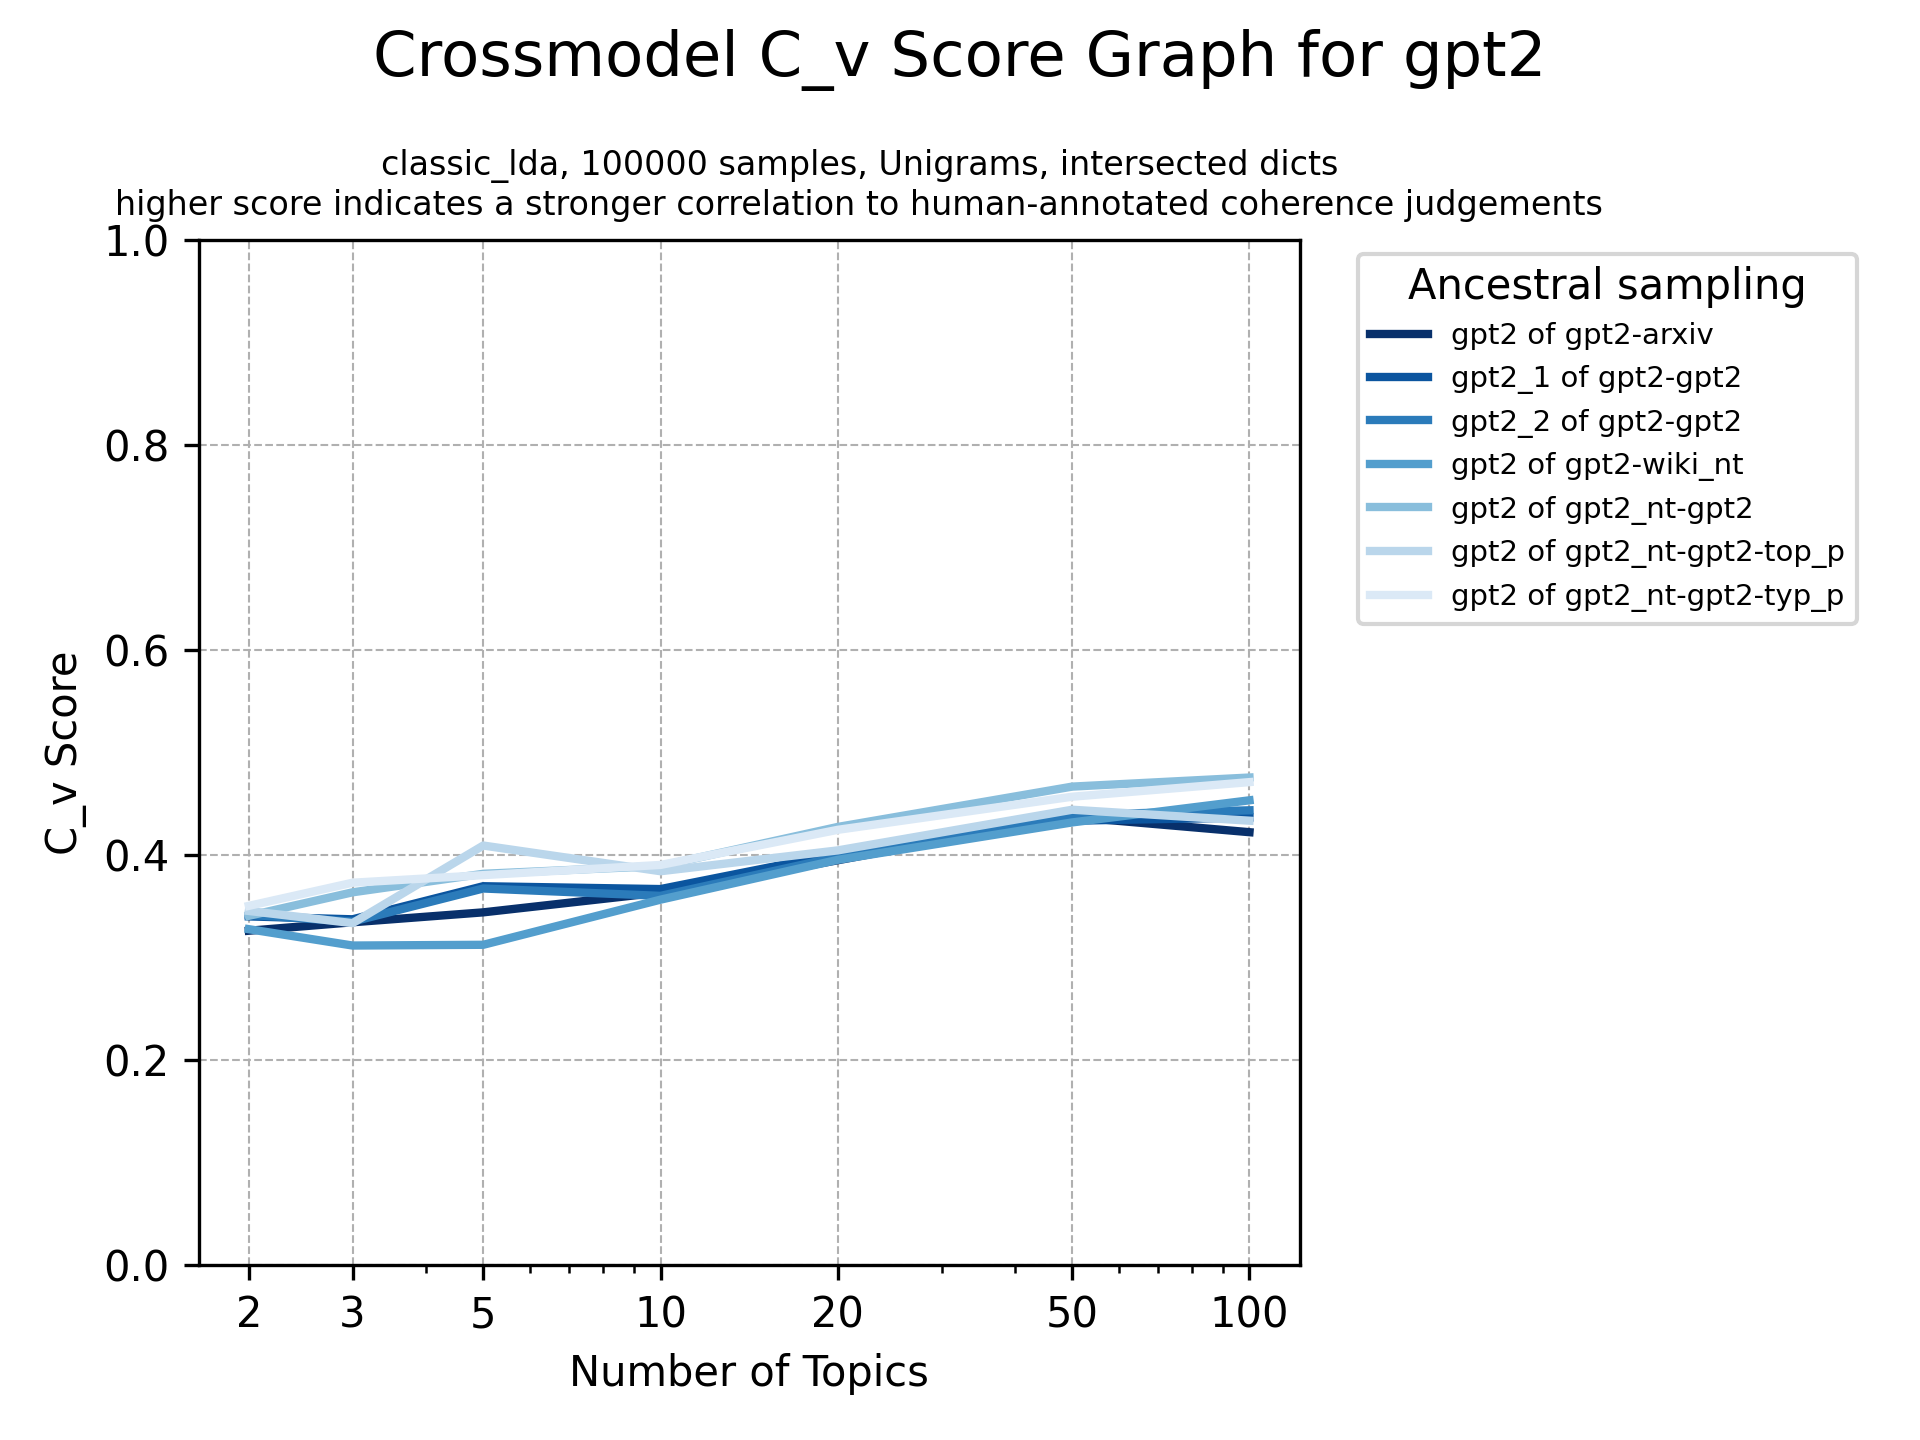 Crossmodel C_v Score Graph for gpt2
classic_lda, 100000 samples, Unigrams, intersected dicts
higher score indicates a stronger correlation to human-annotated coherence judgements
1.0
0.8
0.6
0.4
0.2
0.0
C_v Score
2 3 5 10 20 50 100
Number of Topics
Ancestral sampling
gpt2 of gpt2-arxiv
gpt2_1 of gpt2-gpt2
gpt2_2 of gpt2-gpt2
gpt2 of gpt2-wiki_nt
gpt2 of gpt2_nt-gpt2
gpt2 of gpt2_nt-gpt2-top_p
gpt2 of gpt2_nt-gpt2-typ_p